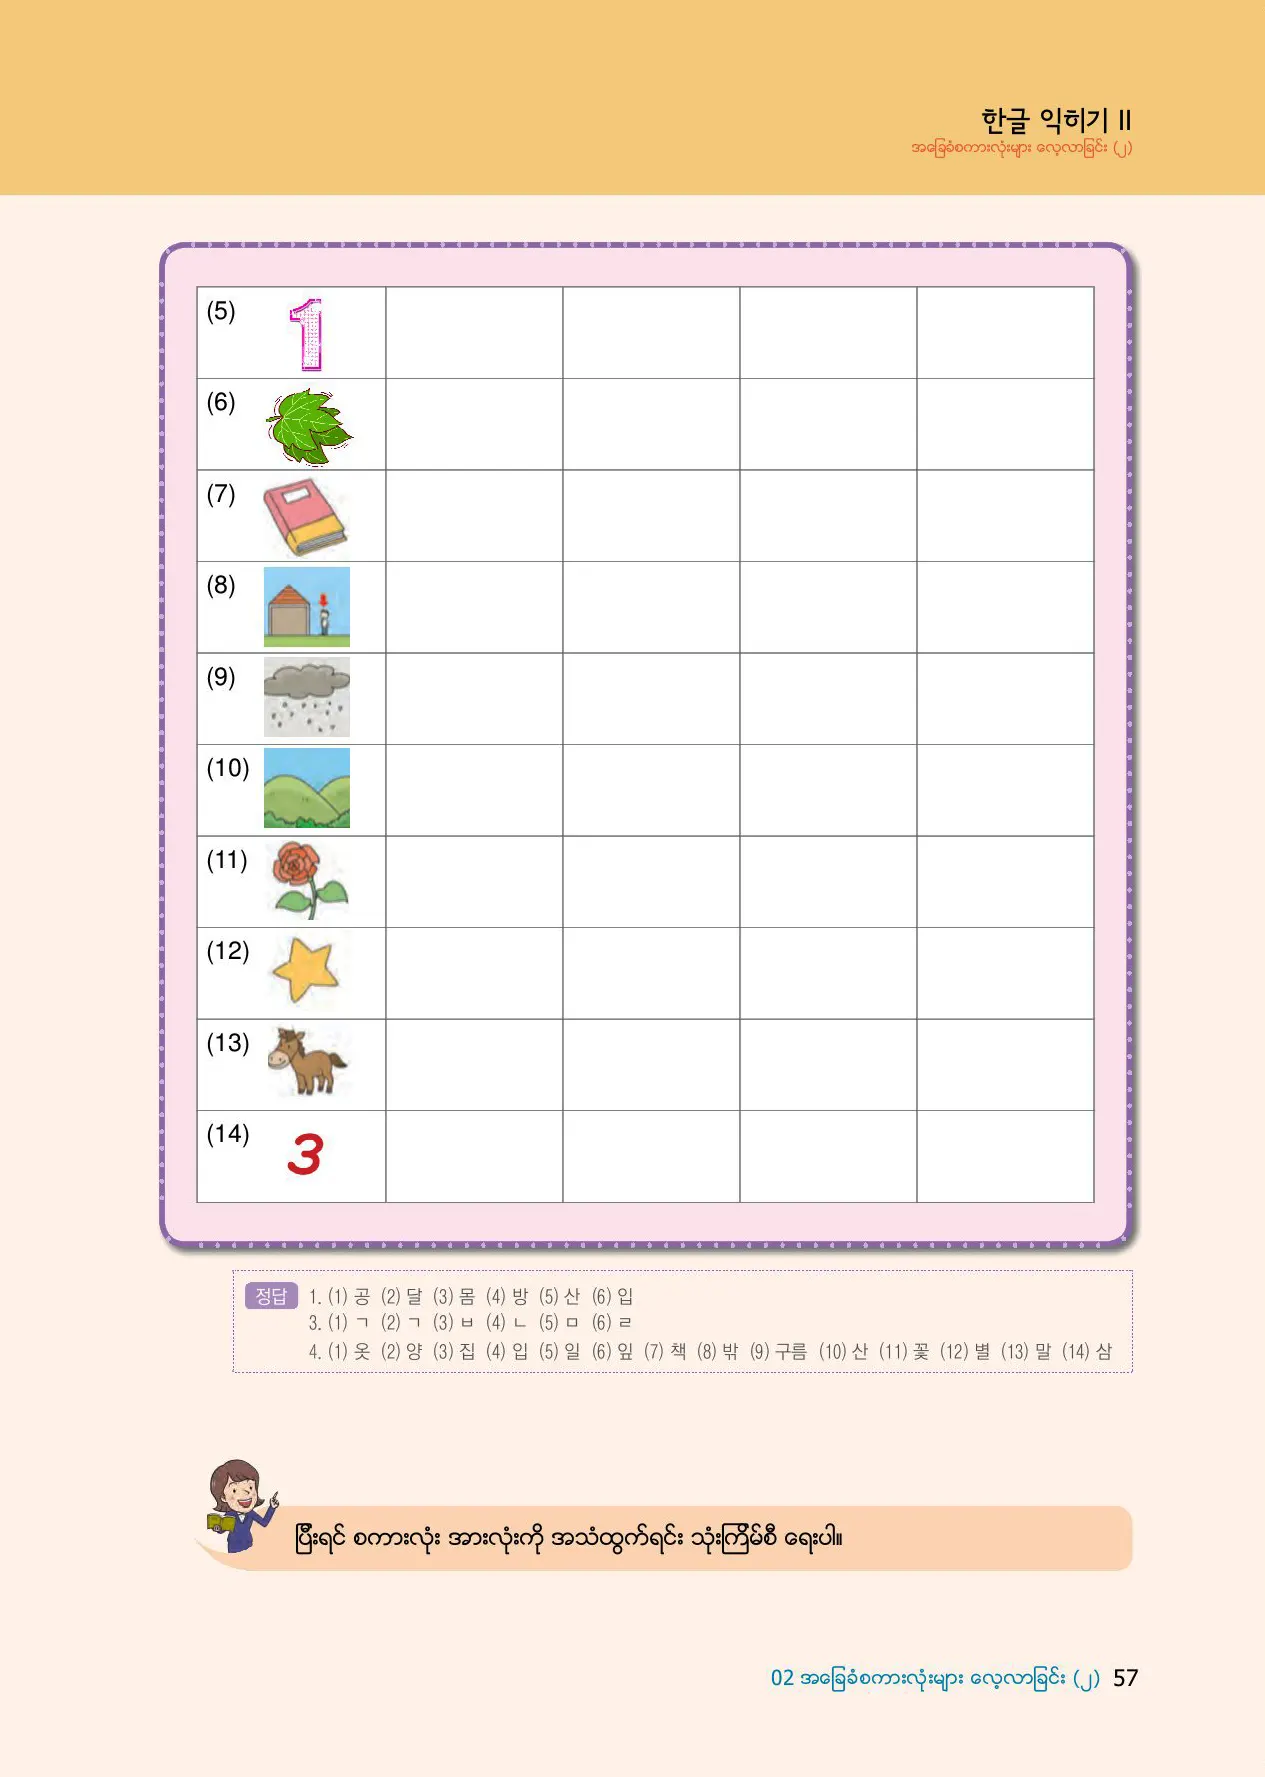 한글 익히기 II
အခြေခံစကားလုံးများ လေ့လာခြင်း (၂)
(5) 1
(6)
(7)
(8)
(9)
(10)
(11)
(12)
(13)
(14) 3
정답 1. (1) 공 (2) 달 (3) 몸 (4) 방 (5) 산 (6) 입
3. (1) ㄱ (2) ㄱ (3) ㅂ (4) ㄴ (5) ㅁ (6) ㄹ
4. (1) 옷 (2) 양 (3) 집 (4) 입 (5) 일 (6) 잎 (7) 책 (8) 밖 (9) 구름 (10) 산 (11) 꽃 (12) 별 (13) 말 (14) 삼
ပြီးရင် စကားလုံး အားလုံးကို အသံထွက်ရင်း သုံးကြိမ်စီ ရေးပါ။
02 အခြေခံစကားလုံးများ လေ့လာခြင်း (၂) 57